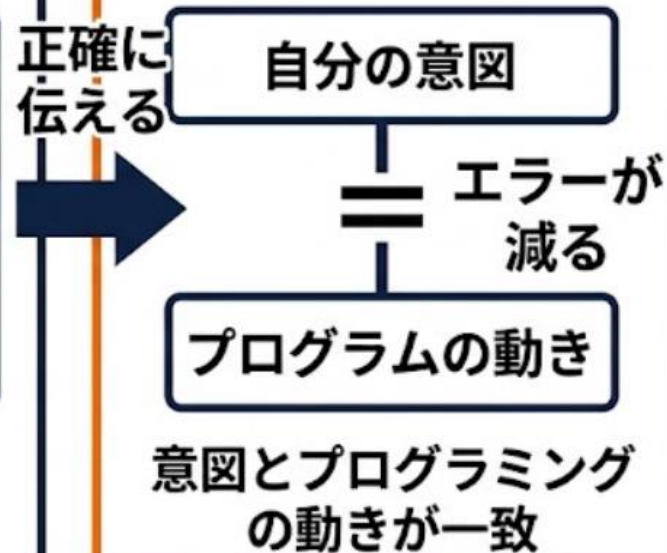 正確に
伝える
自分の意図
=
エラーが
減る
プログラムの動き
意図とプログラミング
の動きが一致